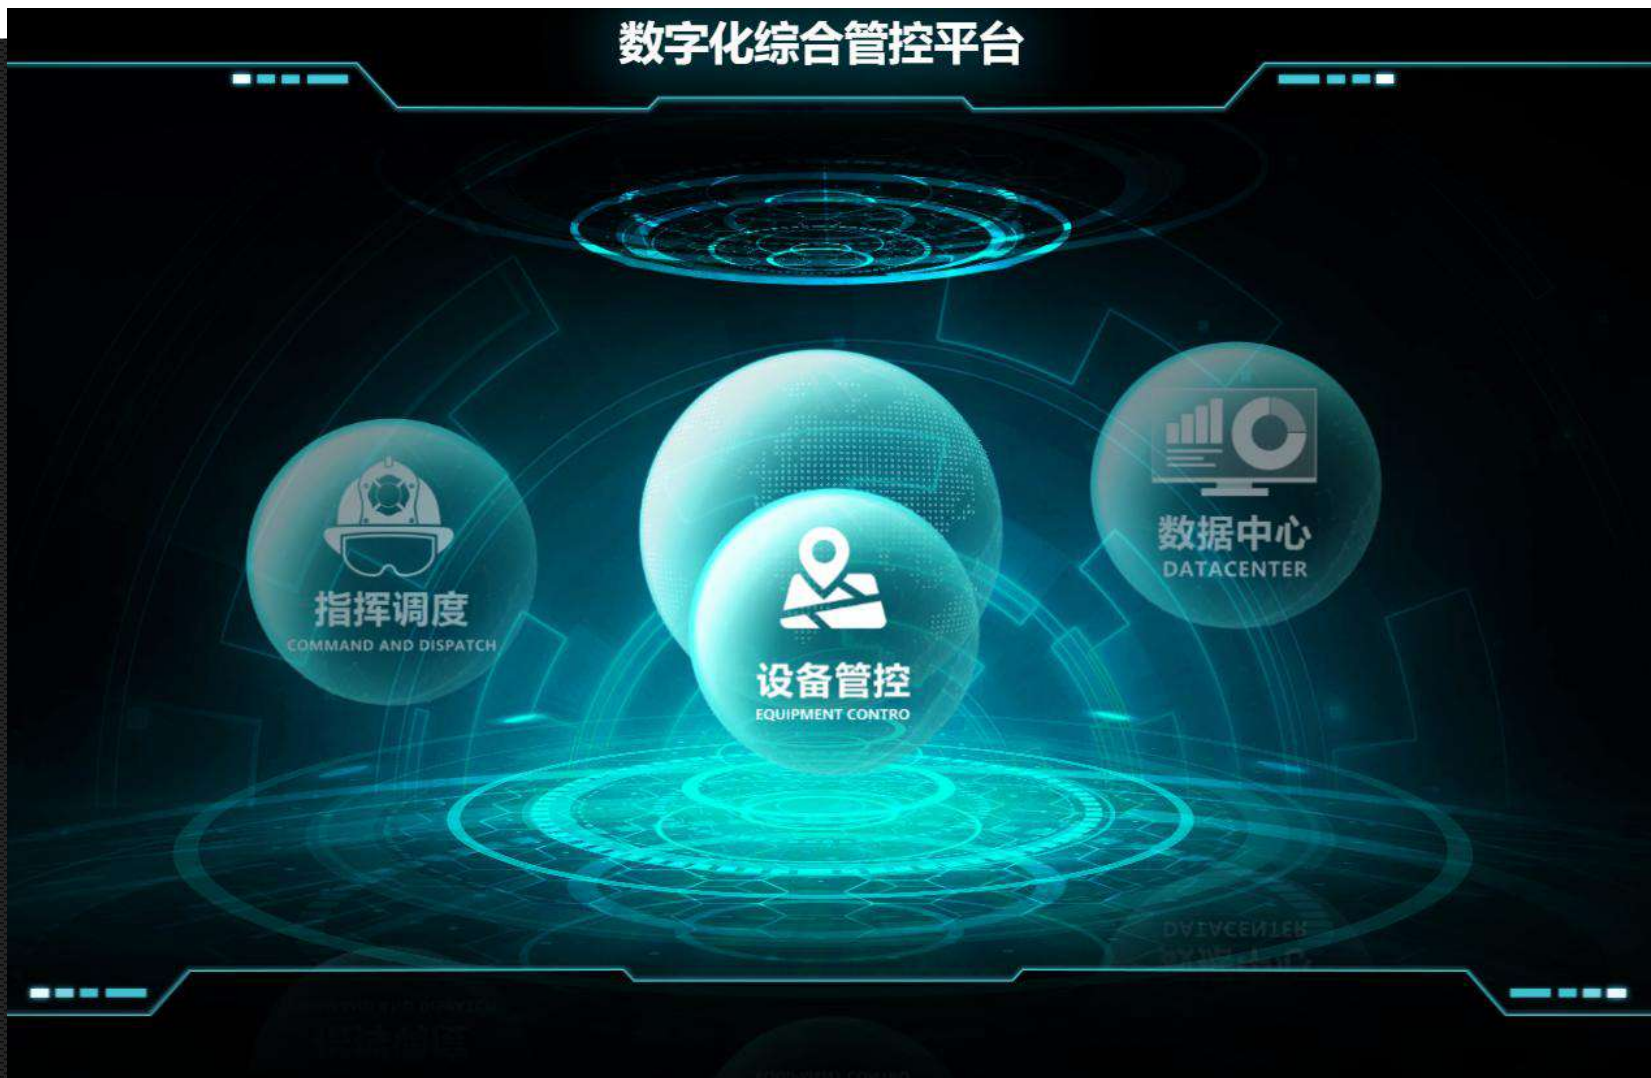 数字化综合管控平台
指挥调度
COMMAND AND DISPATCH
设备管控
EQUIPMENT CONTRO
数据中心
DATACENTER